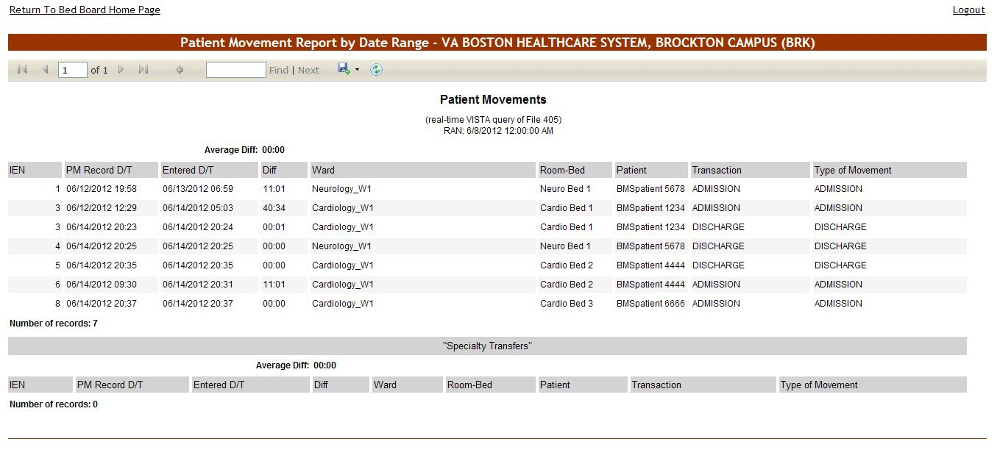 Return To Bed Board Home Page Logout
Patient Movement Report by Date Range - VA BOSTON HEALTHCARE SYSTEM, BROCKTON CAMPUS (BRK)
1 of 1 Find | Next
Patient Movements
(real-time VISTA query of File 405)
RAN: 6/8/2012 12:00:00 AM
Average Diff: 00:00
IEN PM Record D/T Entered D/T Diff Ward Room-Bed Patient Transaction Type of Movement
1 06/12/2012 19:58 06/13/2012 06:59 11:01 Neurology_W1 Neuro Bed 1 BMSpatient 5678 ADMISSION ADMISSION
3 06/12/2012 12:29 06/14/2012 05:03 40:34 Cardiology_W1 Cardio Bed 1 BMSpatient 1234 ADMISSION ADMISSION
3 06/14/2012 20:23 06/14/2012 20:24 00:01 Cardiology_W1 Cardio Bed 1 BMSpatient 1234 DISCHARGE DISCHARGE
4 06/14/2012 20:25 06/14/2012 20:25 00:00 Neurology_W1 Neuro Bed 1 BMSpatient 5678 DISCHARGE DISCHARGE
5 06/14/2012 20:35 06/14/2012 20:35 00:00 Cardiology_W1 Cardio Bed 2 BMSpatient 4444 DISCHARGE DISCHARGE
6 06/14/2012 09:30 06/14/2012 20:31 11:01 Cardiology_W1 Cardio Bed 2 BMSpatient 4444 ADMISSION ADMISSION
8 06/14/2012 20:37 06/14/2012 20:37 00:00 Cardiology_W1 Cardio Bed 3 BMSpatient 6666 ADMISSION ADMISSION
Number of records: 7
"Specialty Transfers"
Average Diff: 00:00
IEN PM Record D/T Entered D/T Diff Ward Room-Bed Patient Transaction Type of Movement
Number of records: 0